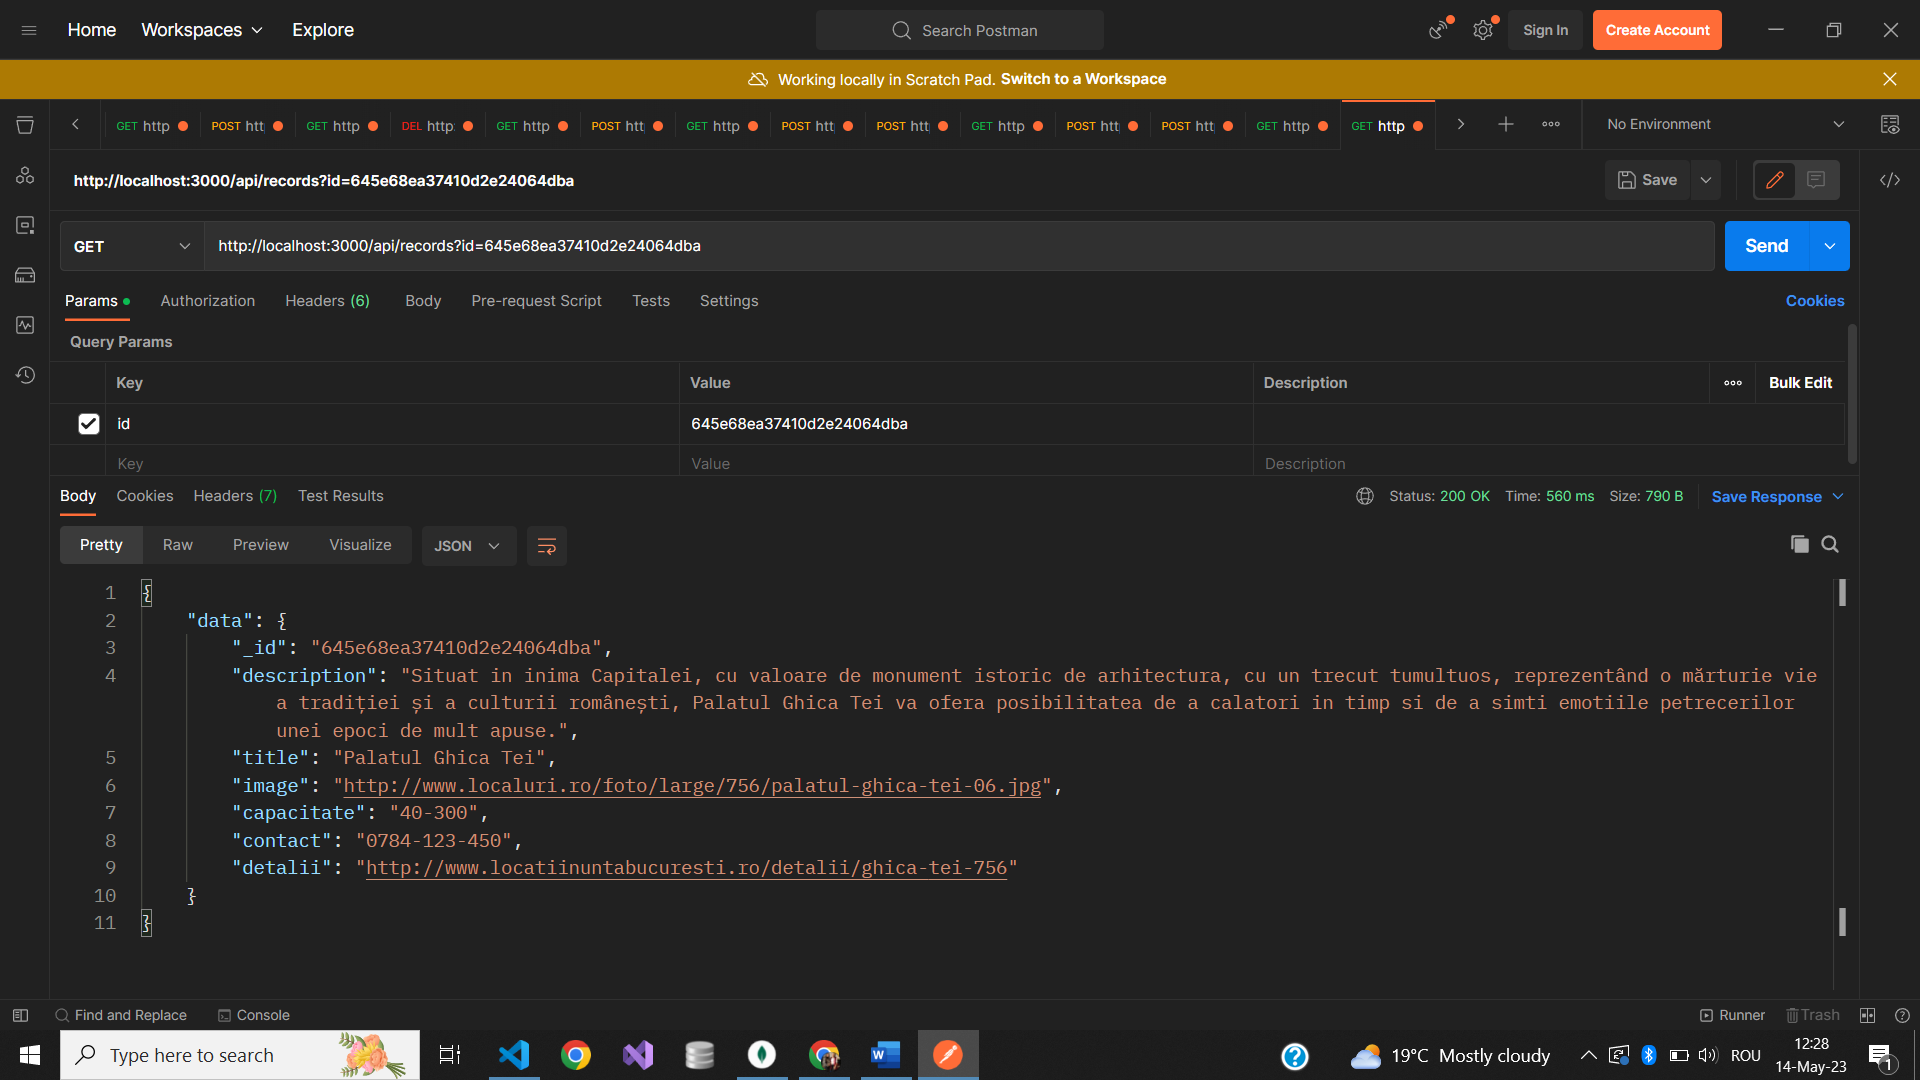 Home Workspaces Explore Search Postman Sign In Create Account
Working locally in Scratch Pad. Switch to a Workspace
GET http POST htt GET http DEL http GET http POST htt GET http POST htt POST htt GET http POST htt POST htt GET http GET http No Environment
http://localhost:3000/api/records?id=645e68ea37410d2e24064dba Save
GET http://localhost:3000/api/records?id=645e68ea37410d2e24064dba Send
Params Authorization Headers (6) Body Pre-request Script Tests Settings Cookies
Query Params
Key Value Description Bulk Edit
id 645e68ea37410d2e24064dba
Key Value Description
Body Cookies Headers (7) Test Results Status: 200 OK Time: 560 ms Size: 790 B Save Response
Pretty Raw Preview Visualize JSON
1 {
2 "data": {
3 "_id": "645e68ea37410d2e24064dba",
4 "description": "Situat in inima Capitalei, cu valoare de monument istoric de arhitectura, cu un trecut tumultuos, reprezentând o mărturie vie
a tradiției și a culturii românești, Palatul Ghica Tei va ofera posibilitatea de a calatori in timp si de a simti emotiile petrecerilor
unei epoci de mult apuse.",
5 "title": "Palatul Ghica Tei",
6 "image": "http://www.localuri.ro/foto/large/756/palatul-ghica-tei-06.jpg",
7 "capacitate": "40-300",
8 "contact": "0784-123-450",
9 "detalii": "http://www.locatiinuntabucuresti.ro/detalii/ghica-tei-756"
10 }
11 }
Find and Replace Console Runner Trash
Type here to search 19°C Mostly cloudy ROU 12:28
14-May-23 1